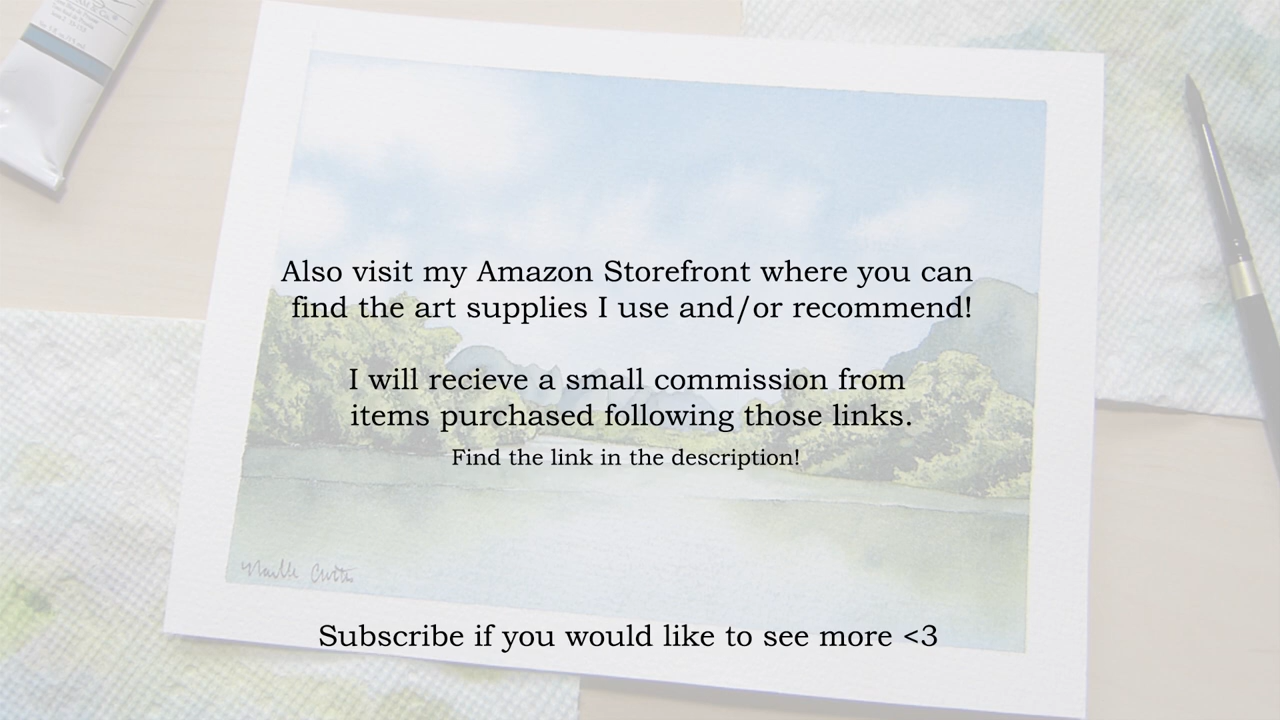 Also visit my Amazon Storefront where you can
find the art supplies I use and/or recommend!
I will recieve a small commission from
items purchased following those links.
Find the link in the description!
Subscribe if you would like to see more <3